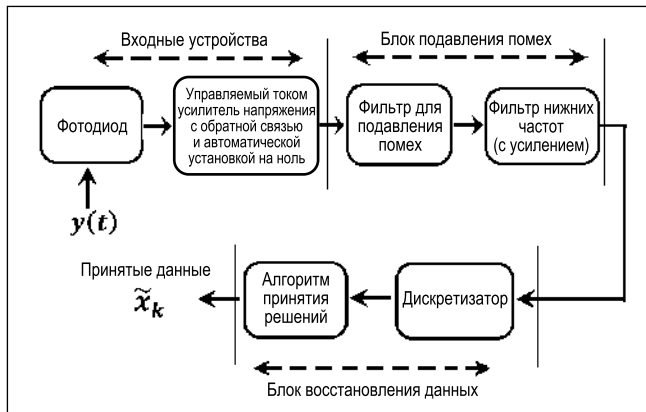 Входные устройства
Блок подавления помех
Фотодиод
Управляемый током
усилитель напряжения
с обратной связью
и автоматической
установкой на ноль
Фильтр для
подавления
помех
Фильтр нижних
частот
(с усилением)
y(t)
Принятые данные
x̃k
Алгоритм
принятия
решений
Дискретизатор
Блок восстановления данных